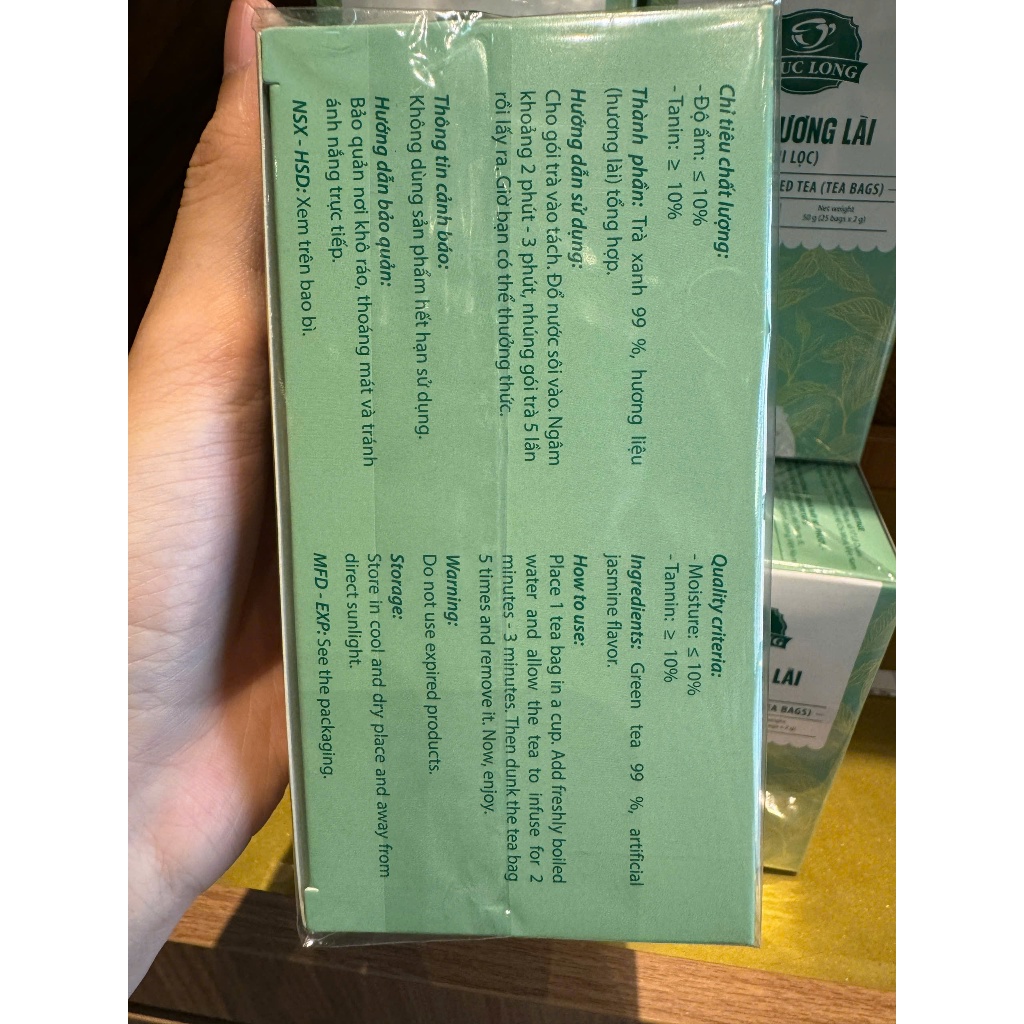 Chỉ tiêu chất lượng:
- Độ ẩm: ≤ 10%
- Tanin: ≥ 10%
Thành phần: Trà xanh 99 %, hương liệu
(hương lài) tổng hợp.
Hướng dẫn sử dụng:
Cho gói trà vào tách. Đổ nước sôi vào. Ngâm
khoảng 2 phút - 3 phút, nhúng gói trà 5 lần
rồi lấy ra. Giờ bạn có thể thưởng thức.
Thông tin cảnh báo:
Không dùng sản phẩm hết hạn sử dụng.
Hướng dẫn bảo quản:
Bảo quản nơi khô ráo, thoáng mát và tránh
ánh nắng trực tiếp.
NSX - HSD: Xem trên bao bì.
Quality criteria:
- Moisture: ≤ 10%
- Tannin: ≥ 10%
Ingredients: Green tea 99 %, artificial
jasmine flavor.
How to use:
Place 1 tea bag in a cup. Add freshly boiled
water and allow the tea to infuse for 2
minutes - 3 minutes. Then dunk the tea bag
5 times and remove it. Now, enjoy.
Warning:
Do not use expired products.
Storage:
Store in cool and dry place and away from
direct sunlight.
MFD - EXP: See the packaging.
UC LONG
ƯƠNG LÀI
I LỌC)
ED TEA (TEA BAGS)
Net weight
50 g (25 bags x 2 g)
LÀI
EA BAGS)